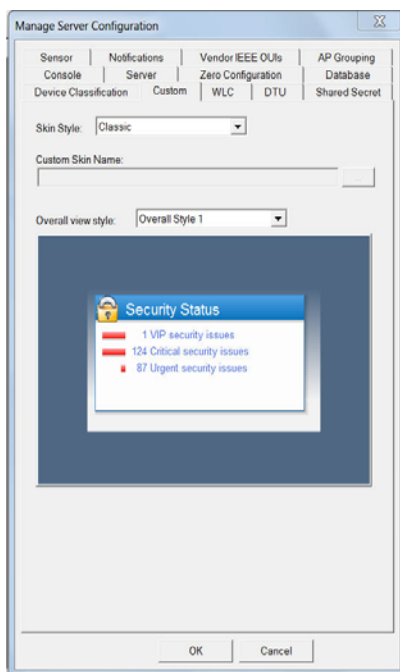 Manage Server Configuration
X
Sensor Notifications Vendor IEEE OUIs AP Grouping
Console Server Zero Configuration Database
Device Classification Custom WLC DTU Shared Secret
Skin Style: Classic
Custom Skin Name:
...
Overall view style: Overall Style 1
Security Status
1 VIP security issues
124 Critical security issues
87 Urgent security issues
OK Cancel